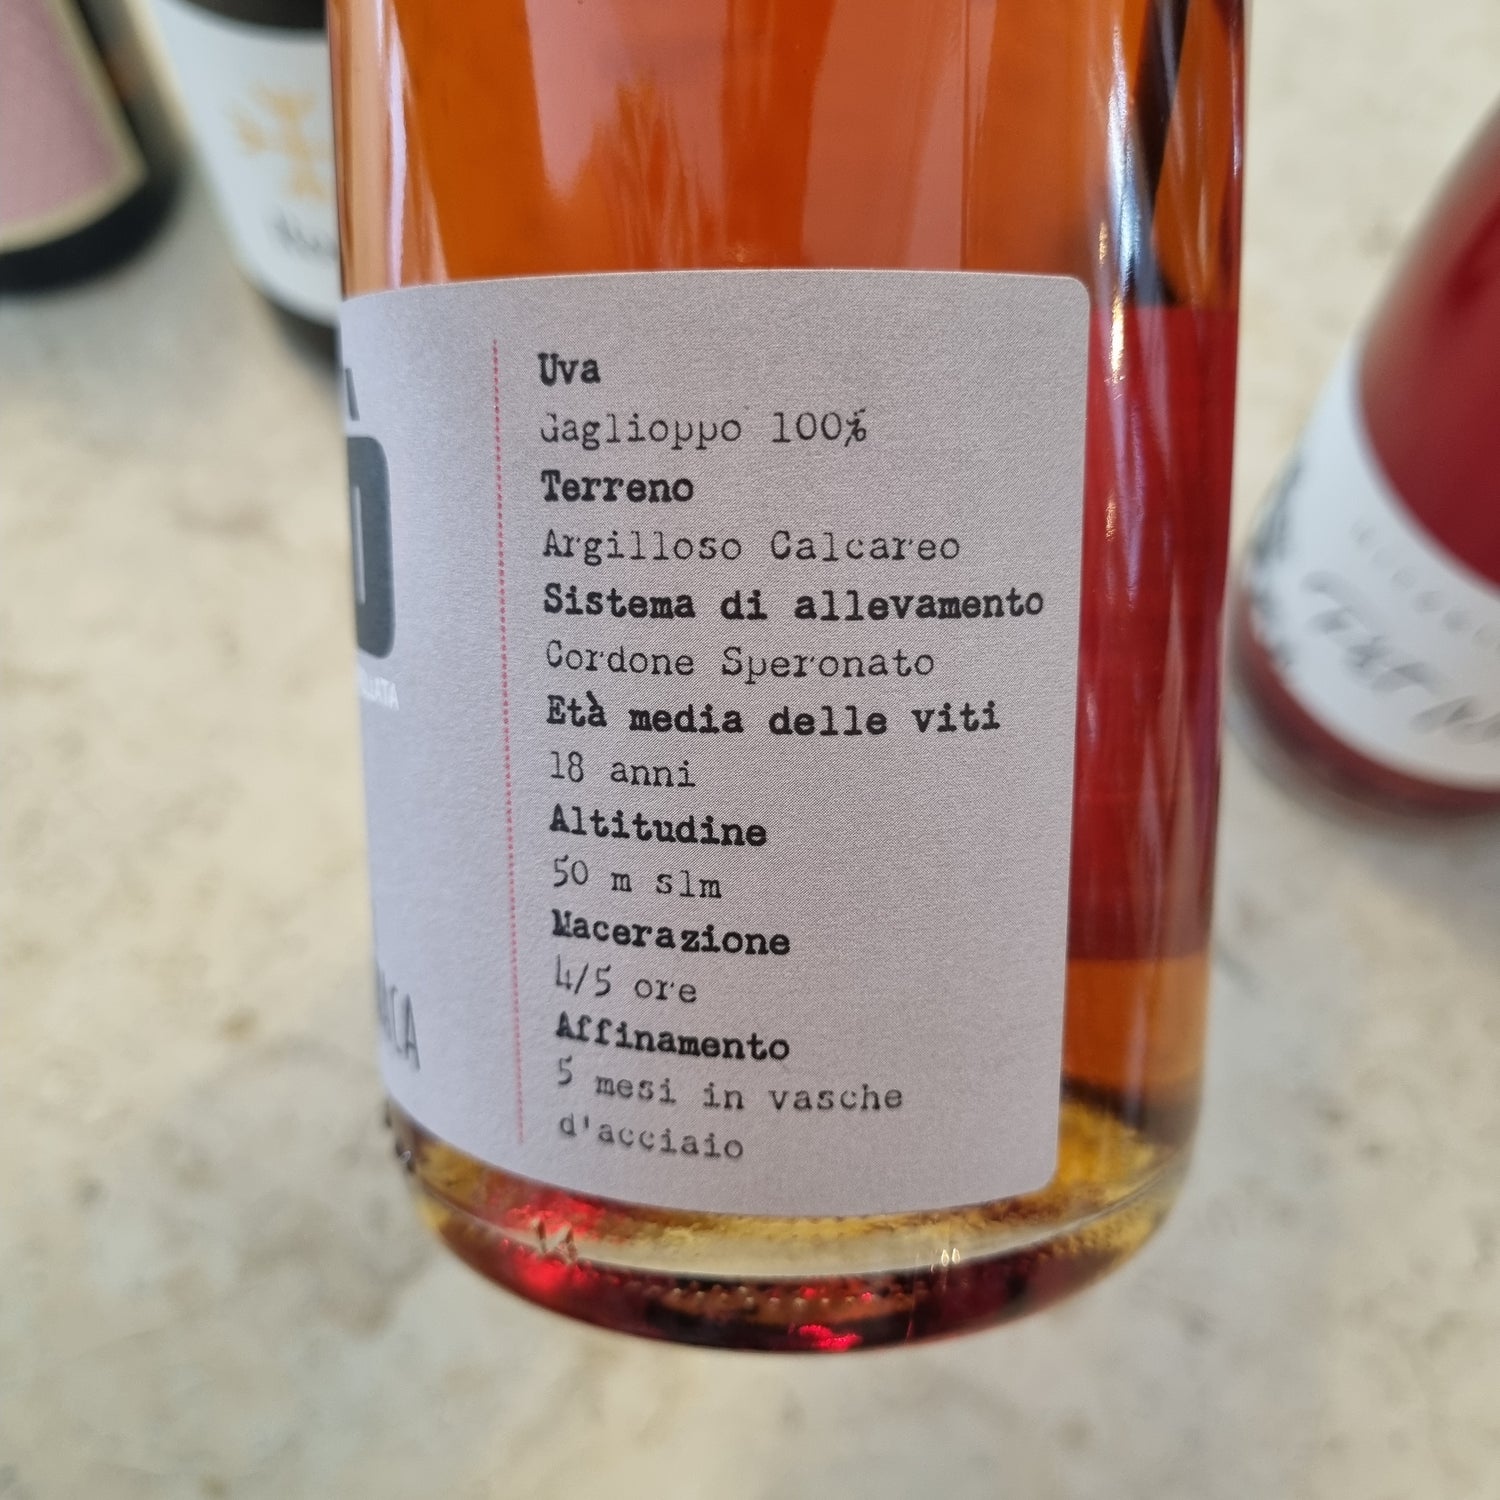 Uva
Gaglioppo 100%
Terreno
Argilloso Calcareo
Sistema di allevamento
Cordone Speronato
Età media delle viti
18 anni
Altitudine
50 m slm
Macerazione
4/5 ore
Affinamento
5 mesi in vasche
d'acciaio